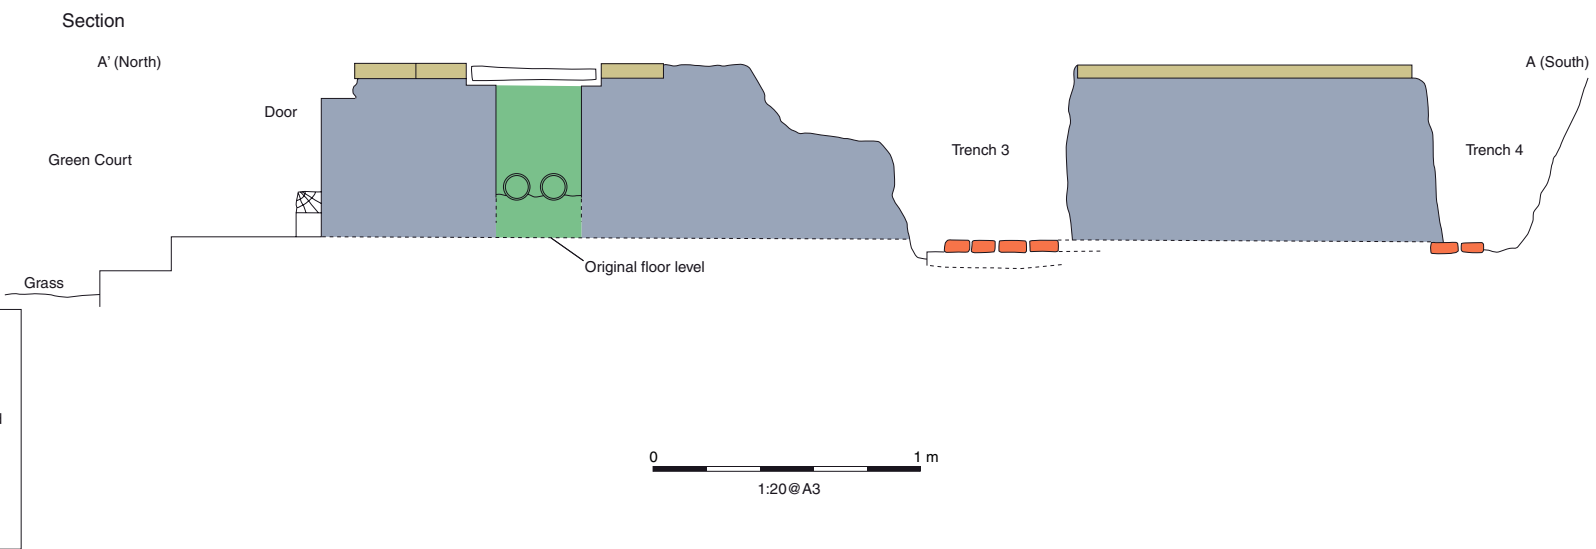 Section
A' (North)
A (South)
Door
Green Court
Trench 3
Trench 4
Original floor level
Grass
0 1 m
1:20@A3